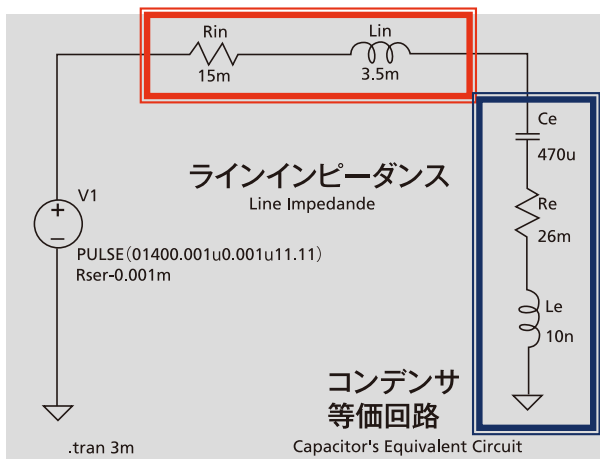 Rin
15m
Lin
3.5m
Ce
470u
ラインインピーダンス
Line Impedande
V1
Re
26m
PULSE(01400.001u0.001u11.11)
Rser-0.001m
Le
10n
コンデンサ
等価回路
.tran 3m
Capacitor's Equivalent Circuit